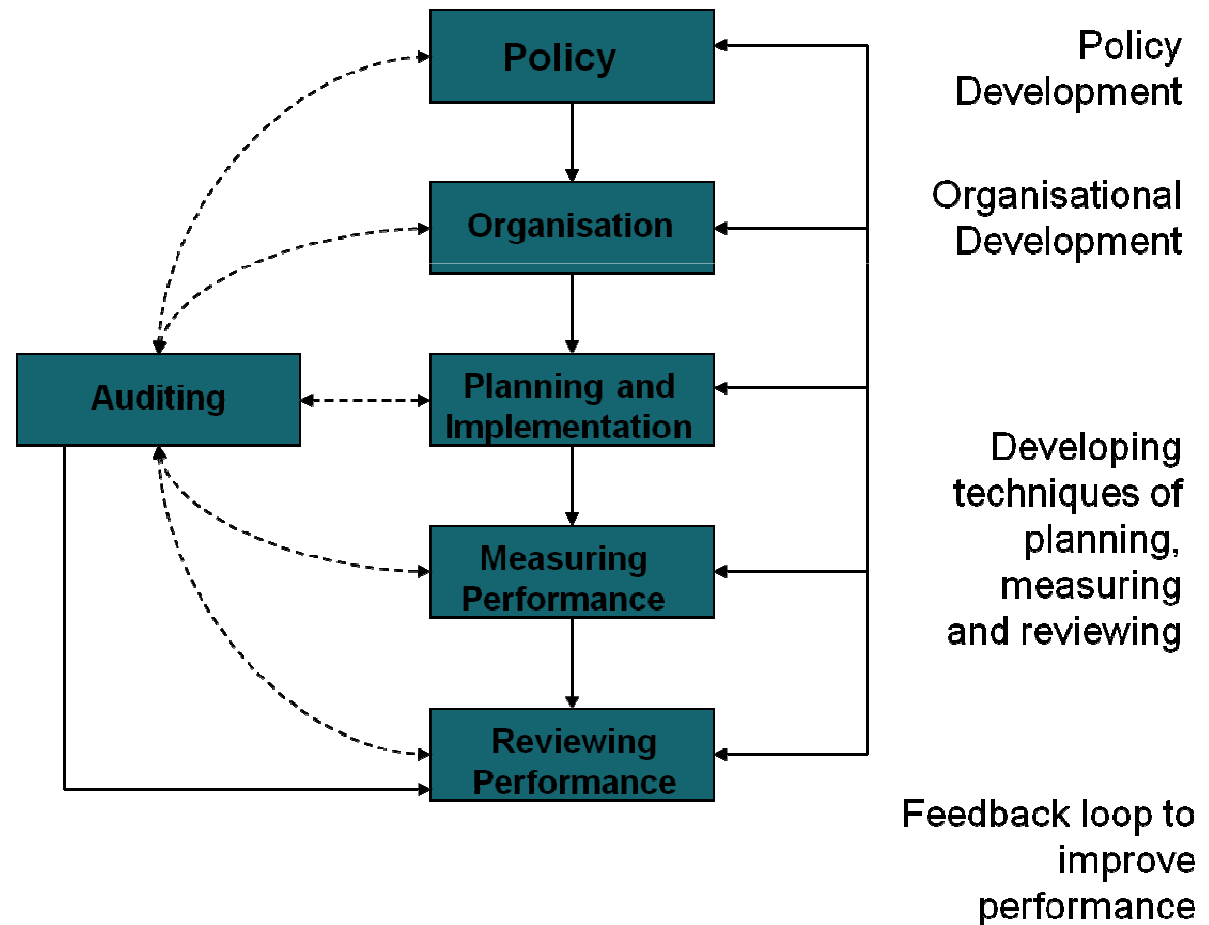 Policy
Organisation
Auditing
Planning and
Implementation
Measuring
Performance
Reviewing
Performance
Policy
Development
Organisational
Development
Developing
techniques of
planning,
measuring
and reviewing
Feedback loop to
improve
performance